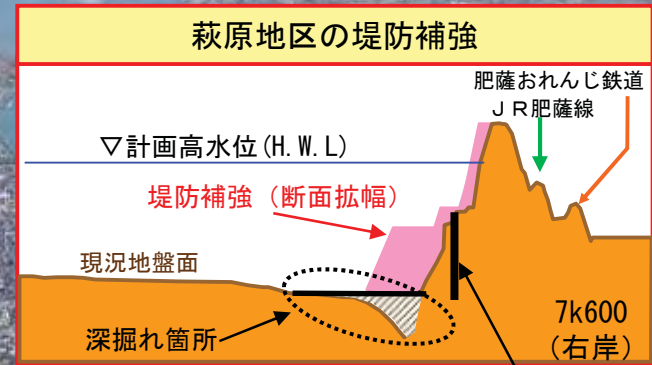 萩原地区の堤防補強
肥薩おれんじ鉄道
ＪＲ肥薩線
▽計画高水位(H.W.L)
堤防補強（断面拡幅）
現況地盤面
深掘れ箇所
7k600
（右岸）